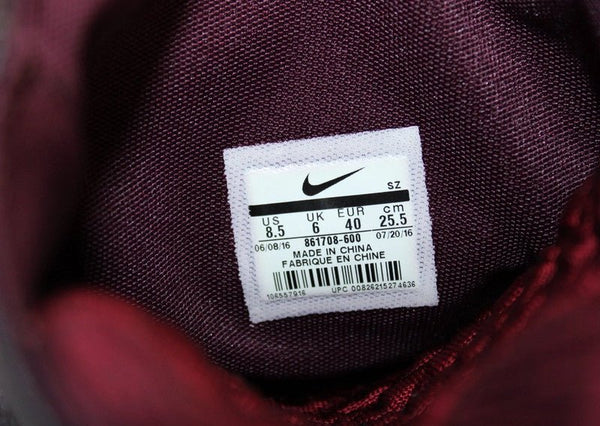 SZ
US UK EUR cm
8.5 6 40 25.5
06/08/16 861708-600 07/20/16
MADE IN CHINA
FABRIQUE EN CHINE
106557916 UPC 00826215274636